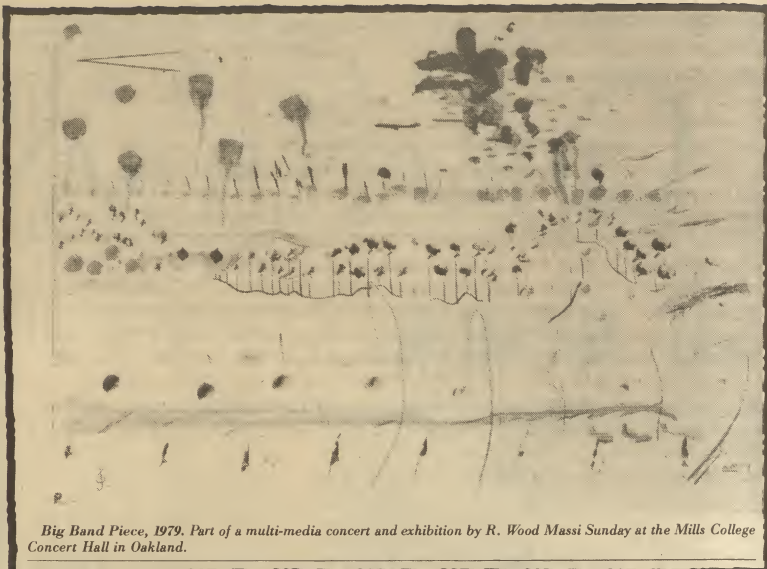 Big Band Piece, 1979. Part of a multi-media concert and exhibition by R. Wood Massi Sunday at the Mills College
Concert Hall in Oakland.